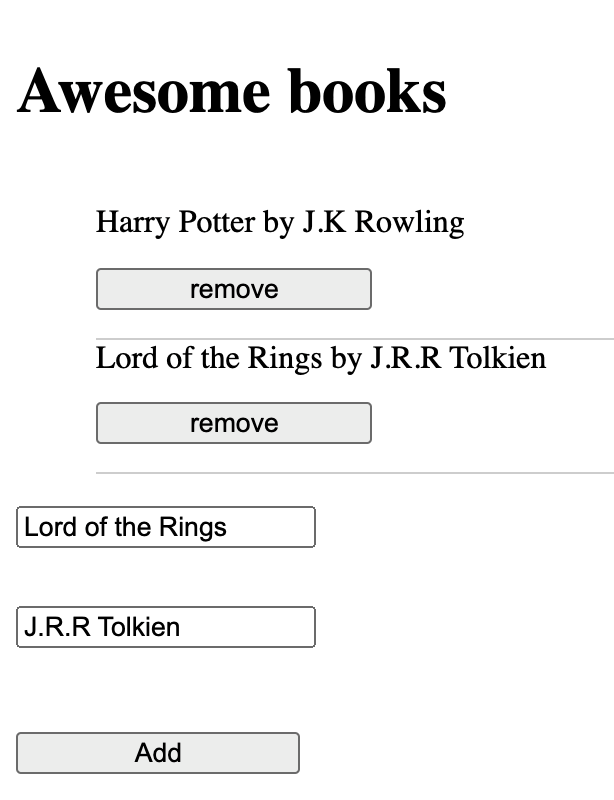 Awesome books
Harry Potter by J.K Rowling
remove
Lord of the Rings by J.R.R Tolkien
remove
Lord of the Rings
J.R.R Tolkien
Add